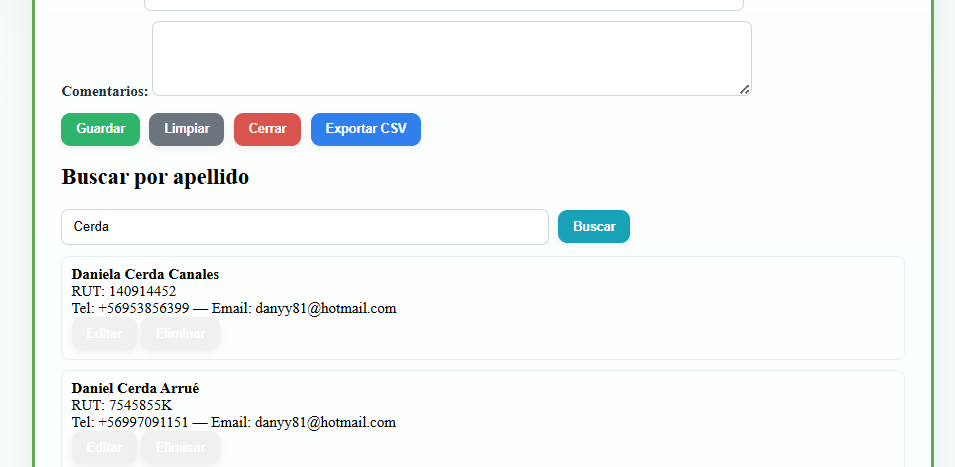 Comentarios:
Guardar Limpiar Cerrar Exportar CSV
Buscar por apellido
Cerda Buscar
Daniela Cerda Canales
RUT: 140914452
Tel: +56953856399 — Email: danyy81@hotmail.com
Editar Eliminar
Daniel Cerda Arrué
RUT: 7545855K
Tel: +56997091151 — Email: danyy81@hotmail.com
Editar Eliminar